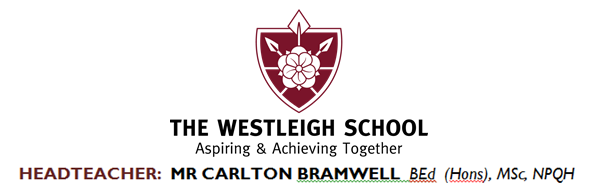 THE WESTLEIGH SCHOOL
Aspiring & Achieving Together
HEADTEACHER: MR CARLTON BRAMWELL BEd (Hons), MSc, NPQH